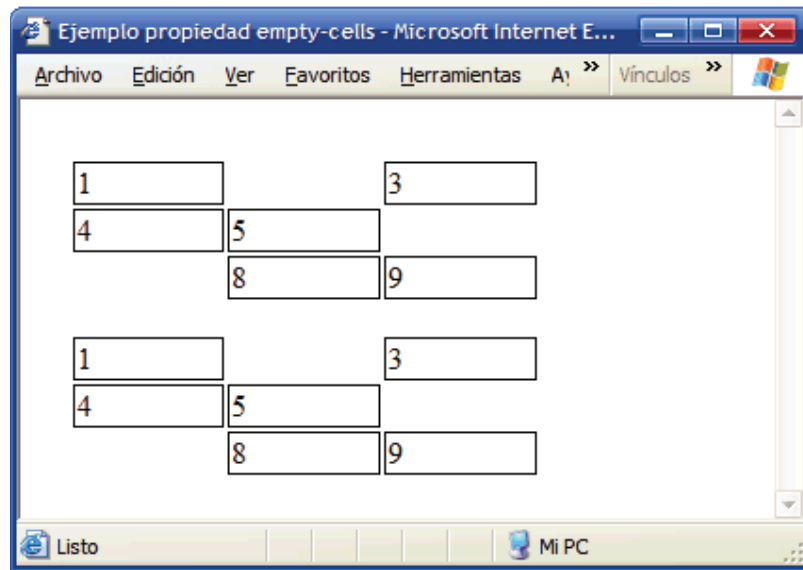 Ejemplo propiedad empty-cells - Microsoft Internet E...
Archivo Edición Ver Favoritos Herramientas Ay » Vínculos »
1 3
4 5
8 9
1 3
4 5
8 9
Listo Mi PC